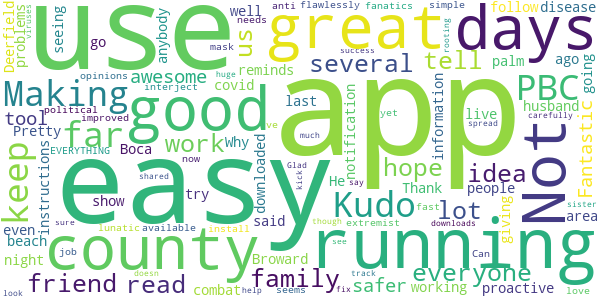 Deerfield
problems
viruses
use
seeing
anybody
well
reminds
us
anti
needs
mask
flawlessly
fanatics
great
simple
rooting
follow
disease
days
opinions
go
covid
huge
success
interject
several
tell
palm
ago
going
Making
awesome
good
app
PBC
Fantastic
tool
political
improved
last
live
husband
keep
Pretty
far
Boca
work
Why
downloaded
yet
much
hope
notification
information
spread
carefully
idea
Not
instructions
EVERYTHING
easy
ve
now
He
Thank
people
even
show
shared
try
said
Glad
kick
Kudo
lot
giving
area
beach
county
Broward
say
running
sister
night
lunatic
available
install
family
safer
extremist
fast
downloads
everyone
proactive
sure
job
friend
read
combat
though
see
working
Can
doesn
help
seems
track
fix
love
look